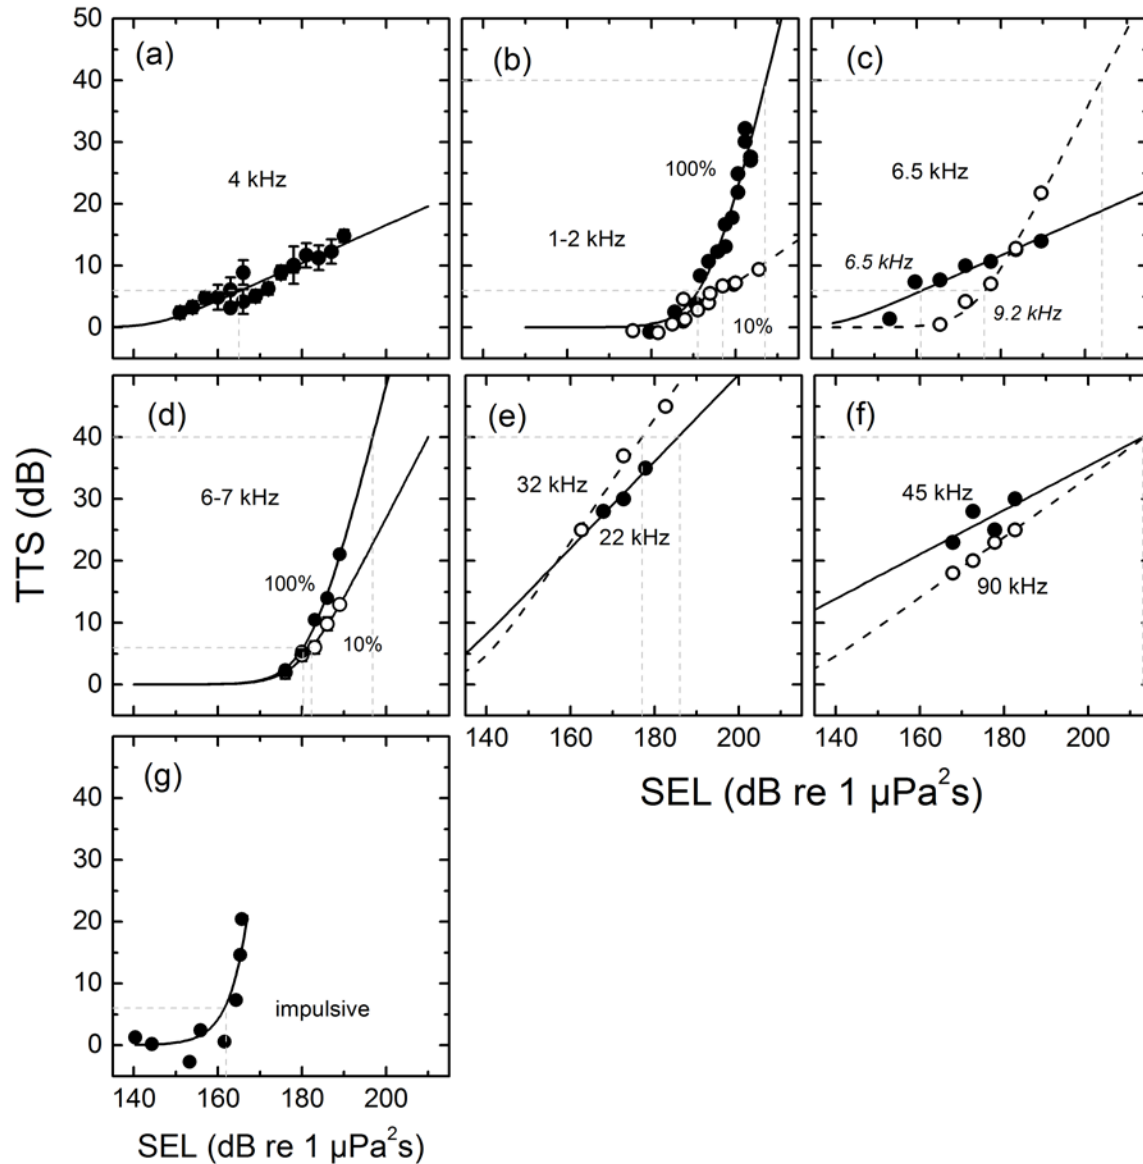 50
40
30
20
10
0
(a)
4 kHz
(b)
100%
1-2 kHz
10%
(c)
6.5 kHz
6.5 kHz
9.2 kHz
TTS (dB)
40
30
20
10
0
(d)
6-7 kHz
100%
10%
(e)
32 kHz
22 kHz
140 160 180 200
(f)
45 kHz
90 kHz
140 160 180 200
SEL (dB re 1 µPa²s)
40
30
20
10
0
(g)
impulsive
140 160 180 200
SEL (dB re 1 µPa²s)